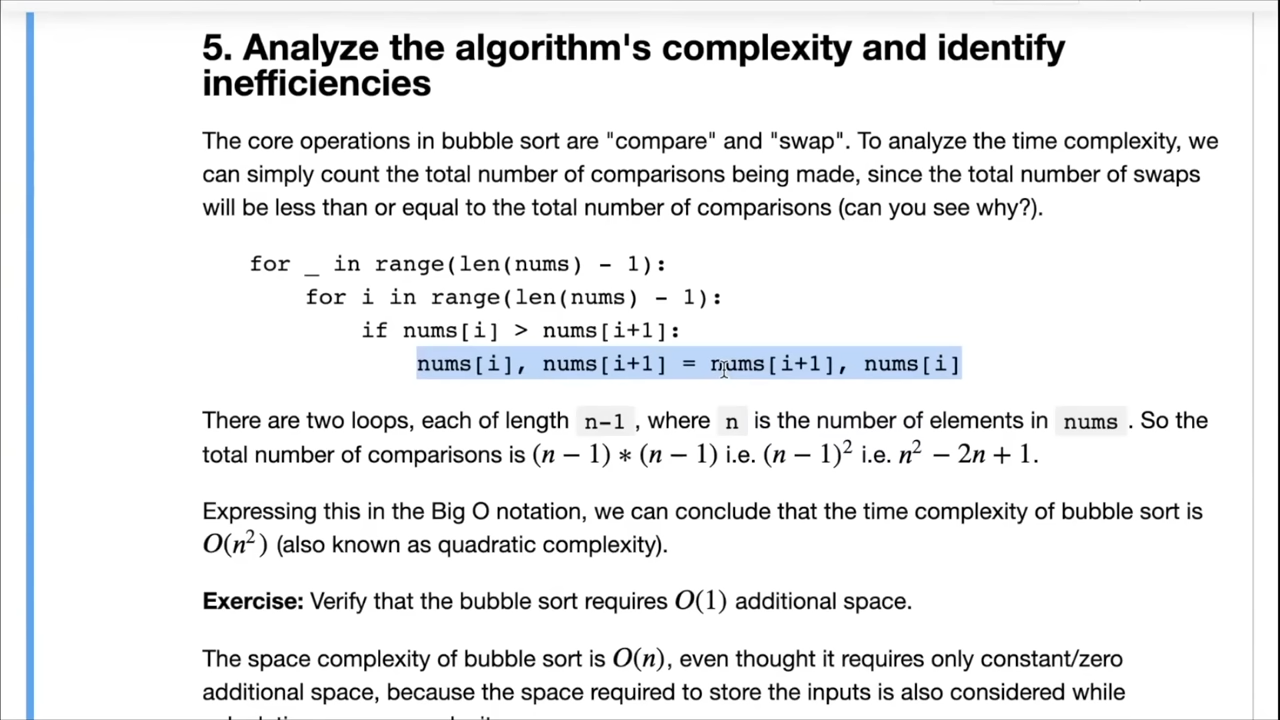 5. Analyze the algorithm's complexity and identify
inefficiencies
The core operations in bubble sort are "compare" and "swap". To analyze the time complexity, we
can simply count the total number of comparisons being made, since the total number of swaps
will be less than or equal to the total number of comparisons (can you see why?).
for _ in range(len(nums) - 1):
for i in range(len(nums) - 1):
if nums[i] > nums[i+1]:
nums[i], nums[i+1] = nums[i+1], nums[i]
There are two loops, each of length n-1 , where n is the number of elements in nums . So the
total number of comparisons is (n − 1) ∗ (n − 1) i.e. (n − 1)² i.e. n² − 2n + 1.
Expressing this in the Big O notation, we can conclude that the time complexity of bubble sort is
O(n²) (also known as quadratic complexity).
Exercise: Verify that the bubble sort requires O(1) additional space.
The space complexity of bubble sort is O(n), even thought it requires only constant/zero
additional space, because the space required to store the inputs is also considered while